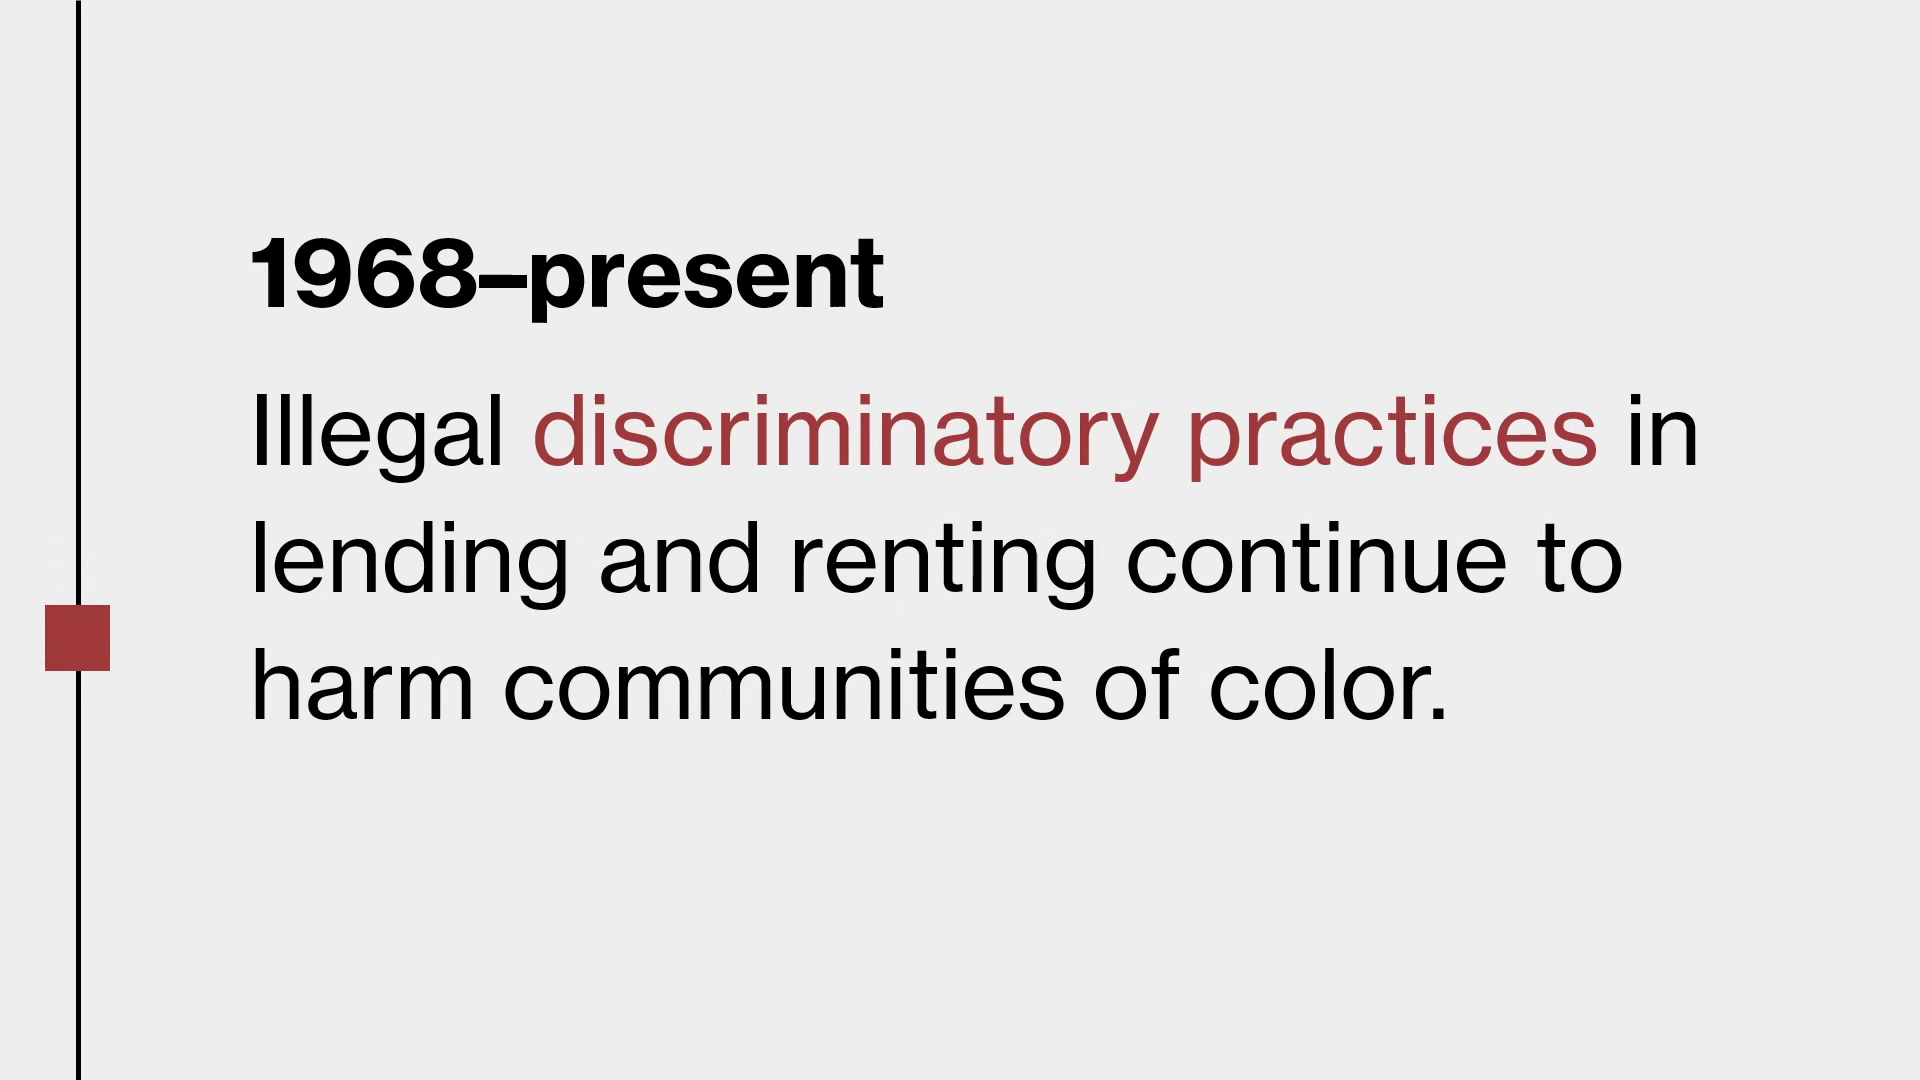 1968–present
Illegal discriminatory practices in
lending and renting continue to
harm communities of color.